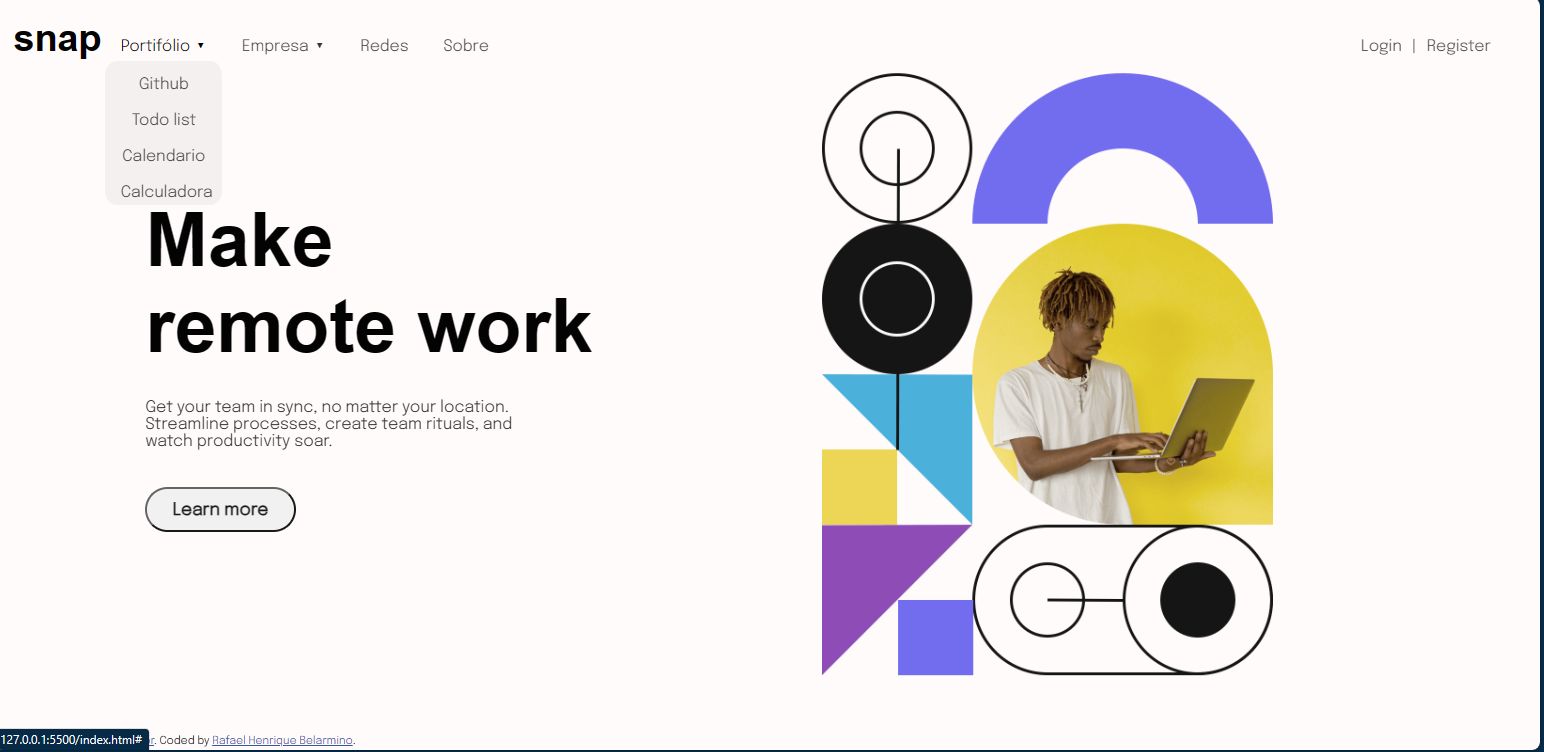 snap Portifólio ▾ Empresa ▾ Redes Sobre Login | Register
Github
Todo list
Calendario
Calculadora
Make
remote work
Get your team in sync, no matter your location.
Streamline processes, create team rituals, and
watch productivity soar.
Learn more
127.0.0.1:5500/index.html# r. Coded by Rafael Henrique Belarmino.